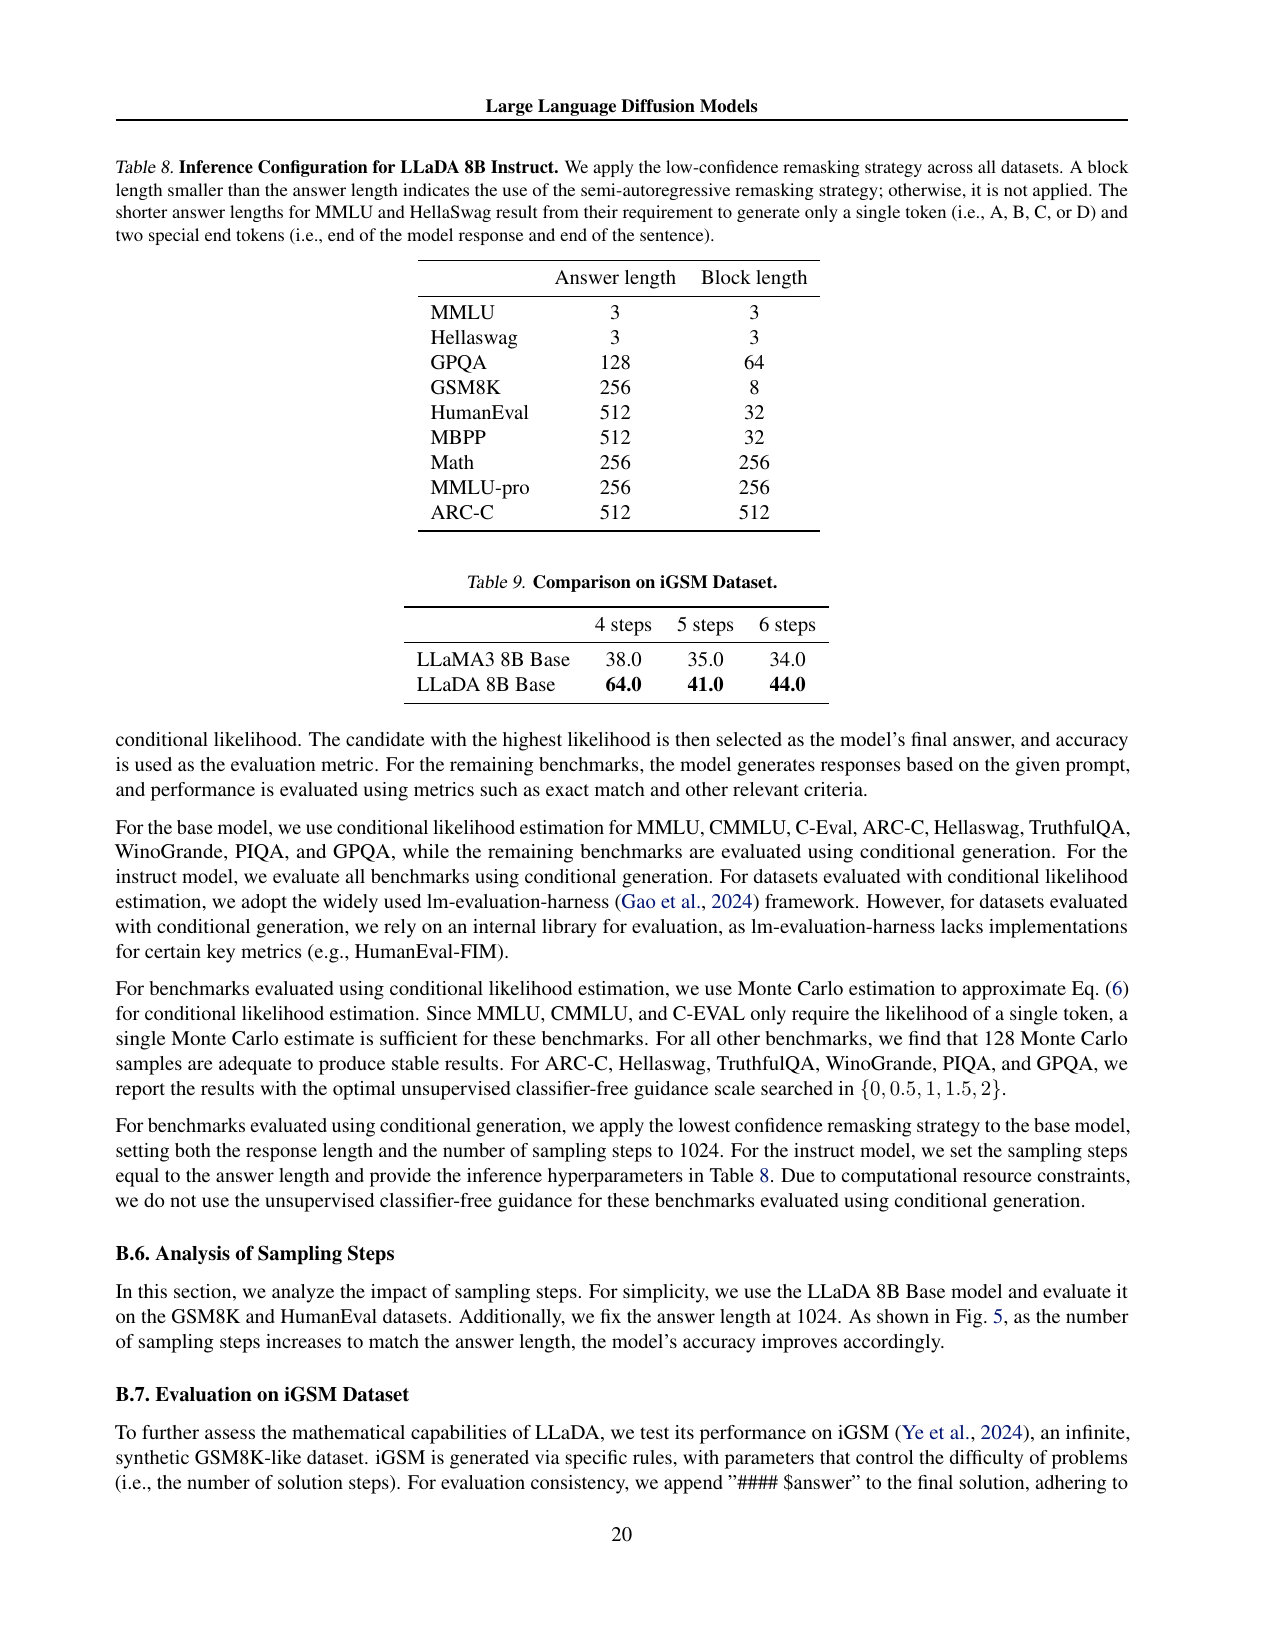 Large Language Diffusion Models
Table 8. Inference Configuration for LLaDA 8B Instruct. We apply the low-confidence remasking strategy across all datasets. A block
length smaller than the answer length indicates the use of the semi-autoregressive remasking strategy; otherwise, it is not applied. The
shorter answer lengths for MMLU and HellaSwag result from their requirement to generate only a single token (i.e., A, B, C, or D) and
two special end tokens (i.e., end of the model response and end of the sentence).
Answer length Block length
MMLU 3 3
Hellaswag 3 3
GPQA 128 64
GSM8K 256 8
HumanEval 512 32
MBPP 512 32
Math 256 256
MMLU-pro 256 256
ARC-C 512 512
Table 9. Comparison on iGSM Dataset.
4 steps 5 steps 6 steps
LLaMA3 8B Base 38.0 35.0 34.0
LLaDA 8B Base 64.0 41.0 44.0
conditional likelihood. The candidate with the highest likelihood is then selected as the model's final answer, and accuracy
is used as the evaluation metric. For the remaining benchmarks, the model generates responses based on the given prompt,
and performance is evaluated using metrics such as exact match and other relevant criteria.
For the base model, we use conditional likelihood estimation for MMLU, CMMLU, C-Eval, ARC-C, Hellaswag, TruthfulQA,
WinoGrande, PIQA, and GPQA, while the remaining benchmarks are evaluated using conditional generation. For the
instruct model, we evaluate all benchmarks using conditional generation. For datasets evaluated with conditional likelihood
estimation, we adopt the widely used lm-evaluation-harness (Gao et al., 2024) framework. However, for datasets evaluated
with conditional generation, we rely on an internal library for evaluation, as lm-evaluation-harness lacks implementations
for certain key metrics (e.g., HumanEval-FIM).
For benchmarks evaluated using conditional likelihood estimation, we use Monte Carlo estimation to approximate Eq. (6)
for conditional likelihood estimation. Since MMLU, CMMLU, and C-EVAL only require the likelihood of a single token, a
single Monte Carlo estimate is sufficient for these benchmarks. For all other benchmarks, we find that 128 Monte Carlo
samples are adequate to produce stable results. For ARC-C, Hellaswag, TruthfulQA, WinoGrande, PIQA, and GPQA, we
report the results with the optimal unsupervised classifier-free guidance scale searched in {0, 0.5, 1, 1.5, 2}.
For benchmarks evaluated using conditional generation, we apply the lowest confidence remasking strategy to the base model,
setting both the response length and the number of sampling steps to 1024. For the instruct model, we set the sampling steps
equal to the answer length and provide the inference hyperparameters in Table 8. Due to computational resource constraints,
we do not use the unsupervised classifier-free guidance for these benchmarks evaluated using conditional generation.
B.6. Analysis of Sampling Steps
In this section, we analyze the impact of sampling steps. For simplicity, we use the LLaDA 8B Base model and evaluate it
on the GSM8K and HumanEval datasets. Additionally, we fix the answer length at 1024. As shown in Fig. 5, as the number
of sampling steps increases to match the answer length, the model's accuracy improves accordingly.
B.7. Evaluation on iGSM Dataset
To further assess the mathematical capabilities of LLaDA, we test its performance on iGSM (Ye et al., 2024), an infinite,
synthetic GSM8K-like dataset. iGSM is generated via specific rules, with parameters that control the difficulty of problems
(i.e., the number of solution steps). For evaluation consistency, we append ”#### $answer” to the final solution, adhering to
20